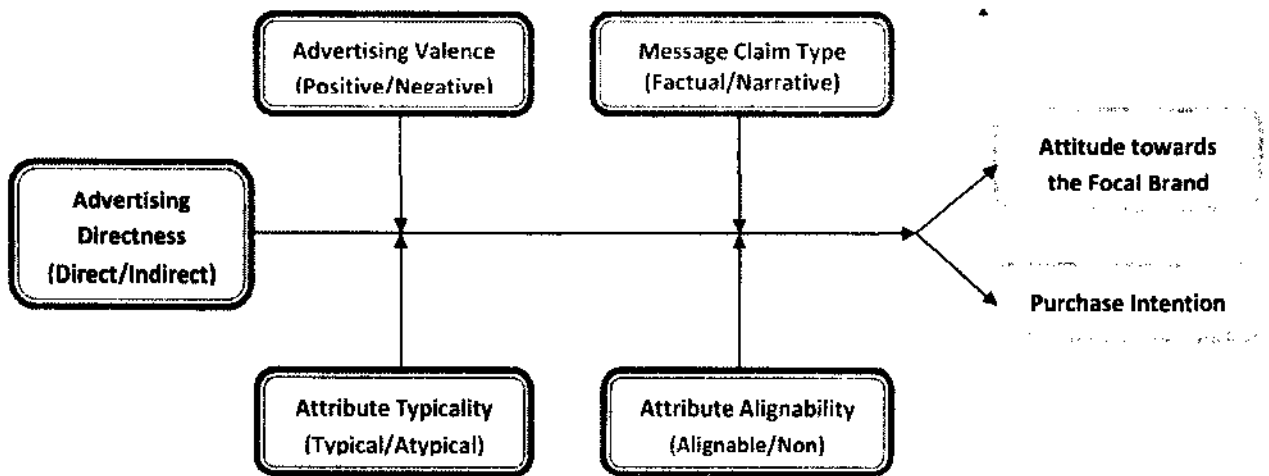 Advertising Valence
(Positive/Negative)
Message Claim Type
(Factual/Narrative)
Attitude towards
the Focal Brand
Advertising
Directness
(Direct/Indirect)
Purchase Intention
Attribute Typicality
(Typical/Atypical)
Attribute Alignability
(Alignable/Non)